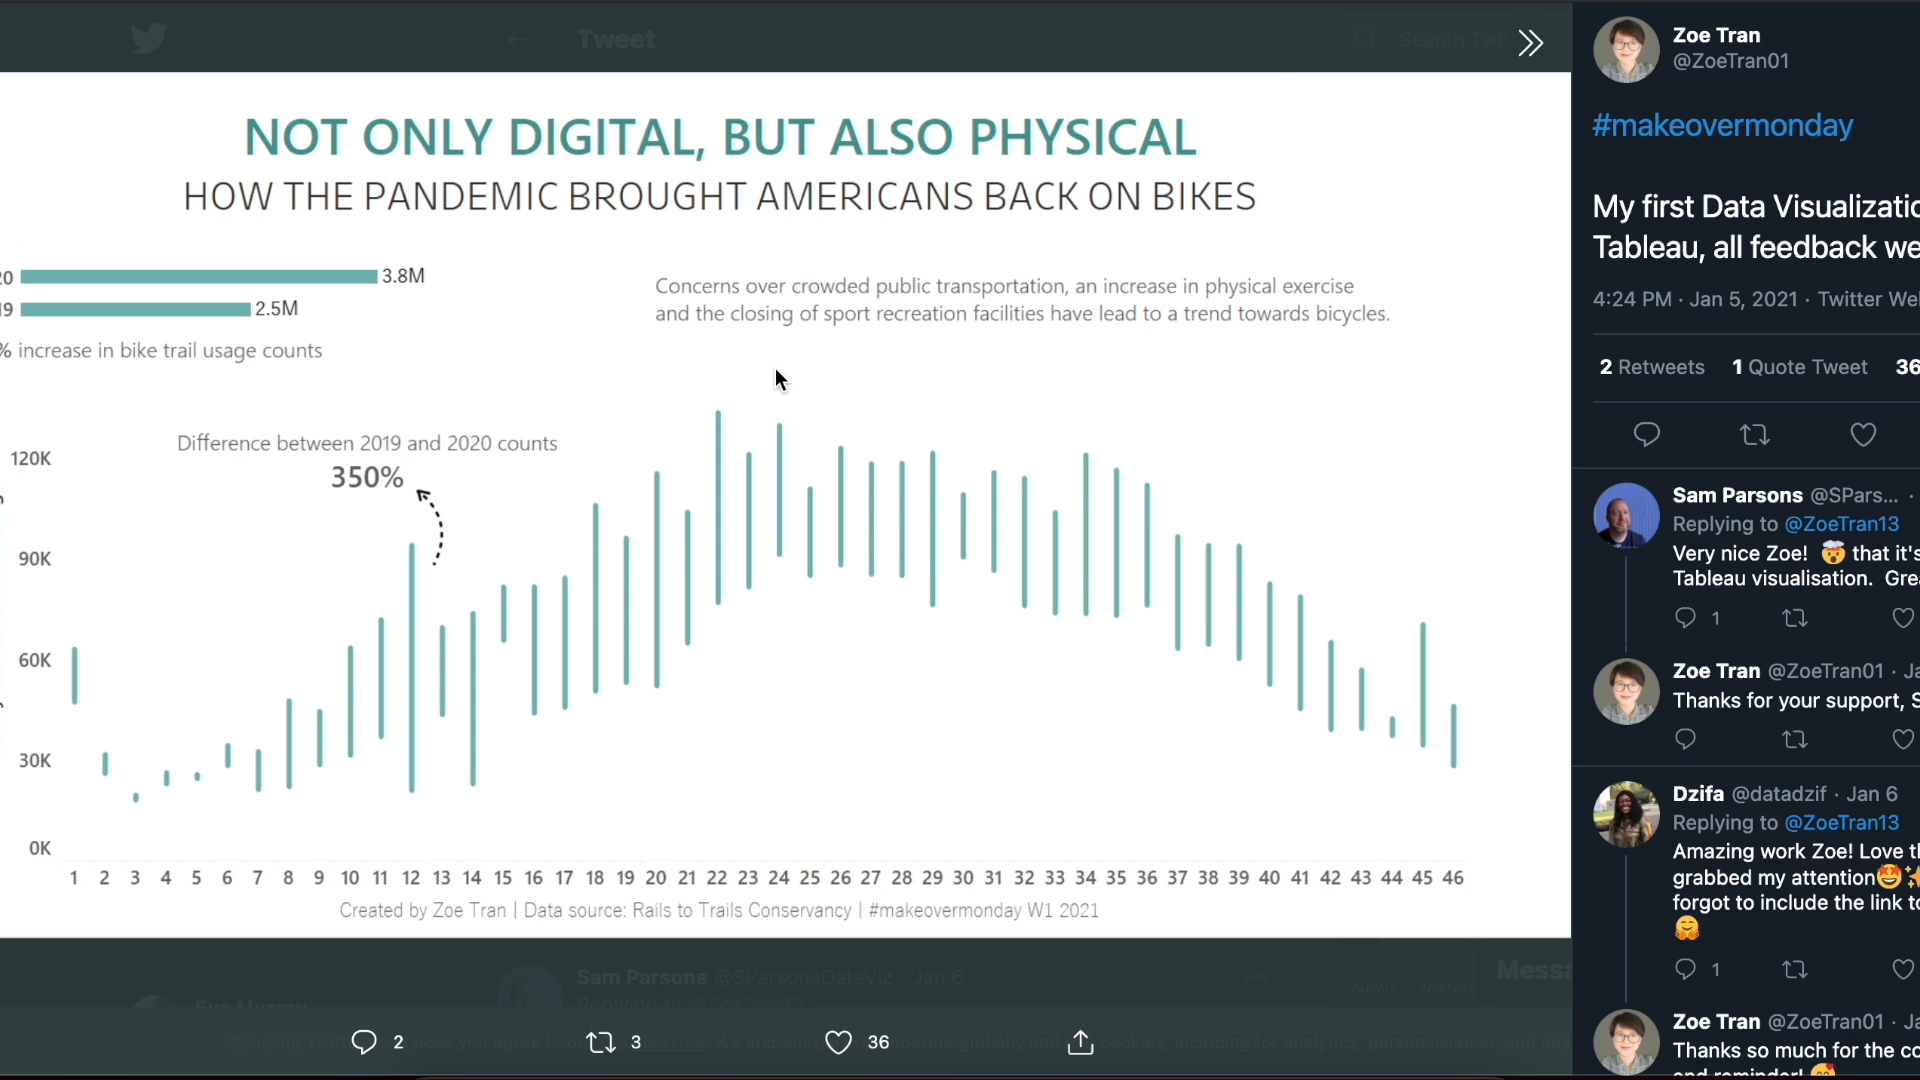 Tweet
Zoe Tran
@ZoeTran01
#makeovermonday
My first Data
Tableau, all feedback
4:24 PM · Jan 5, 2021 · Twitter
2 Retweets 1 Quote Tweet 36
NOT ONLY DIGITAL, BUT ALSO PHYSICAL
HOW THE PANDEMIC BROUGHT AMERICANS BACK ON BIKES
3.8M
2.5M
% increase in bike trail usage counts
Concerns over crowded public transportation, an increase in physical exercise
and the closing of sport recreation facilities have lead to a trend towards bicycles.
Difference between 2019 and 2020 counts
350%
120K
90K
60K
30K
0K
1 2 3 4 5 6 7 8 9 10 11 12 13 14 15 16 17 18 19 20 21 22 23 24 25 26 27 28 29 30 31 32 33 34 35 36 37 38 39 40 41 42 43 44 45 46
Created by Zoe Tran | Data source: Rails to Trails Conservancy | #makeovermonday W1 2021
Sam Parsons @SPars... ·
Replying to @ZoeTran13
Very nice Zoe! 🤯 that it's
Tableau visualisation.
1
Zoe Tran @ZoeTran01 ·
Thanks for your support,
Dzifa @datadzif · Jan 6
Replying to @ZoeTran13
Amazing work Zoe! Love
grabbed my attention🤩✨
forgot to include the link
🤗
1
Zoe Tran @ZoeTran01 ·
Thanks so much for the
Sam Parsons @SParsonsDataViz · Jan 6
Replying to @ZoeTran13
2 3 36